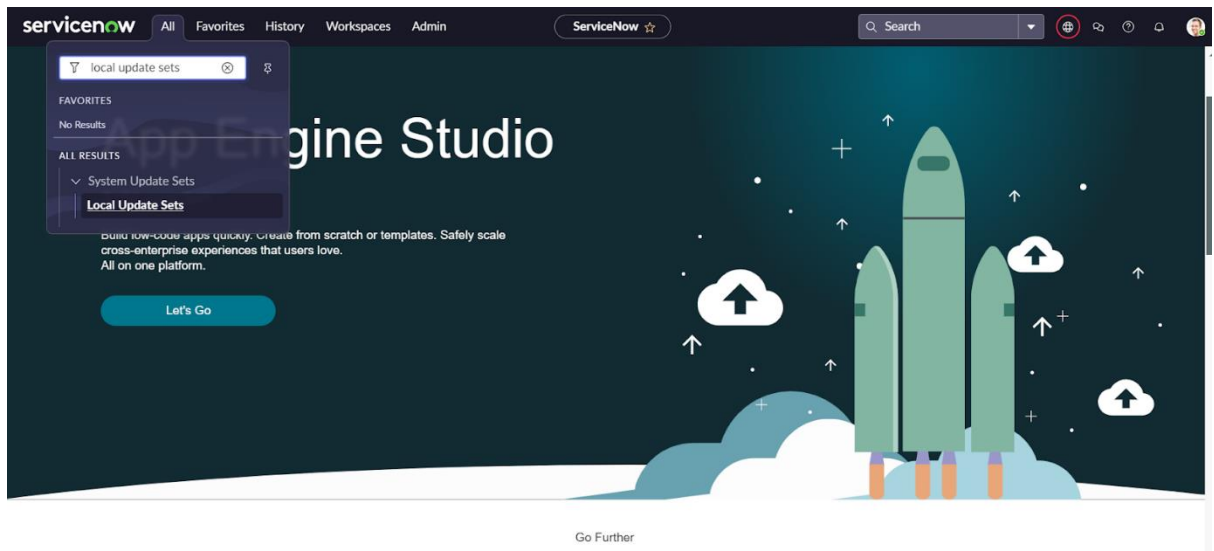 servicenow All Favorites History Workspaces Admin ServiceNow Search
local update sets
FAVORITES
No Results
App Engine Studio
ALL RESULTS
System Update Sets
Local Update Sets
Build low-code apps quickly. Create from scratch or templates. Safely scale
cross-enterprise experiences that users love.
All on one platform.
Let's Go
Go Further